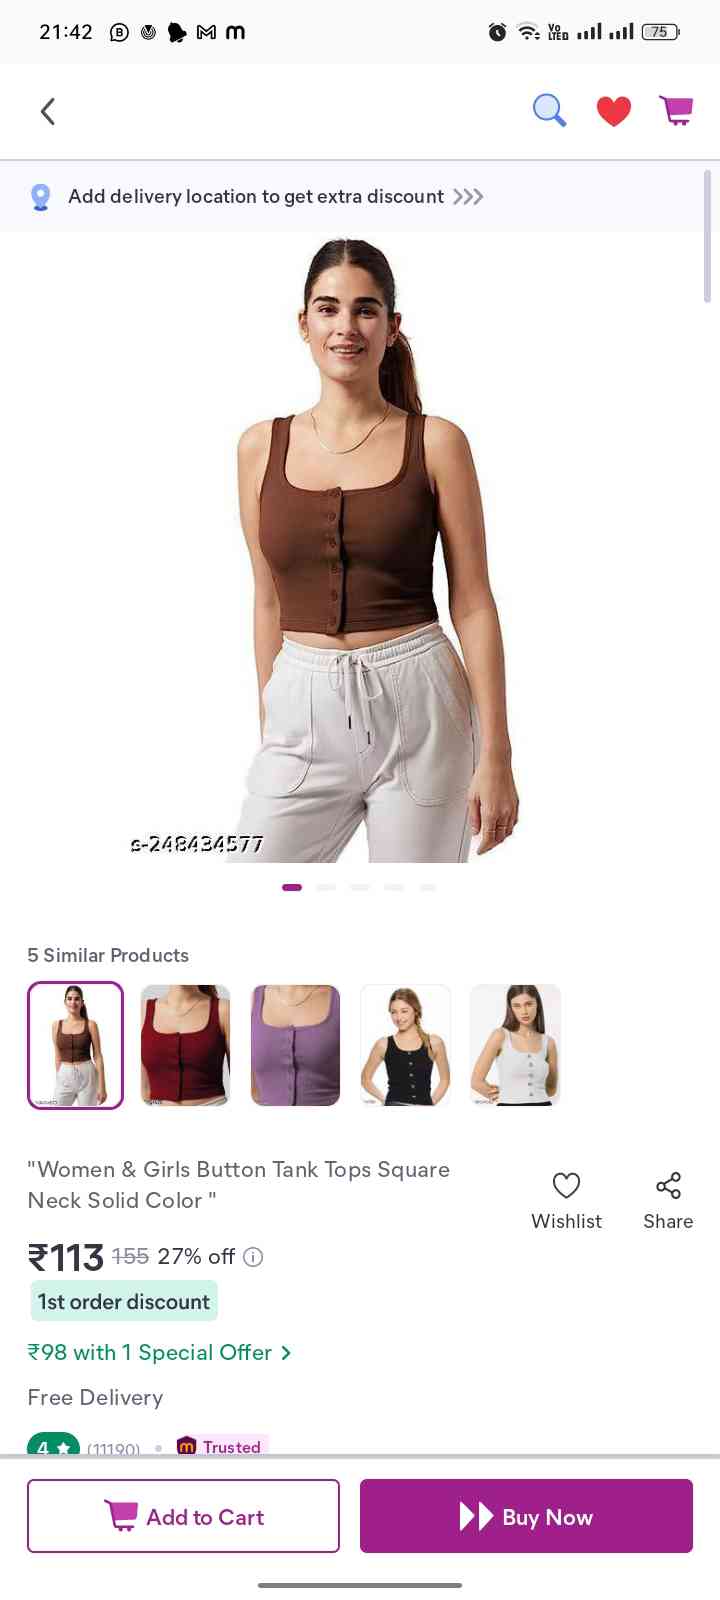 21:42
Vo
LTED
75
Add delivery location to get extra discount
s-248434577
5 Similar Products
"Women & Girls Button Tank Tops Square
Neck Solid Color "
Wishlist
Share
₹113 155 27% off
1st order discount
₹98 with 1 Special Offer
Free Delivery
4 (11190) • m Trusted
Add to Cart
Buy Now